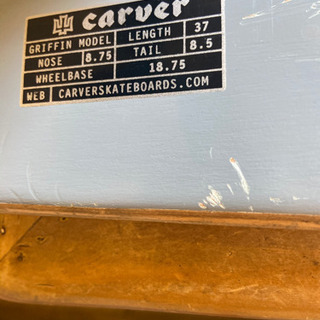 carver
GRIFFIN MODEL LENGTH 37
NOSE 8.75 TAIL 8.5
WHEELBASE 18.75
WEB CARVERSKATEBOARDS.COM